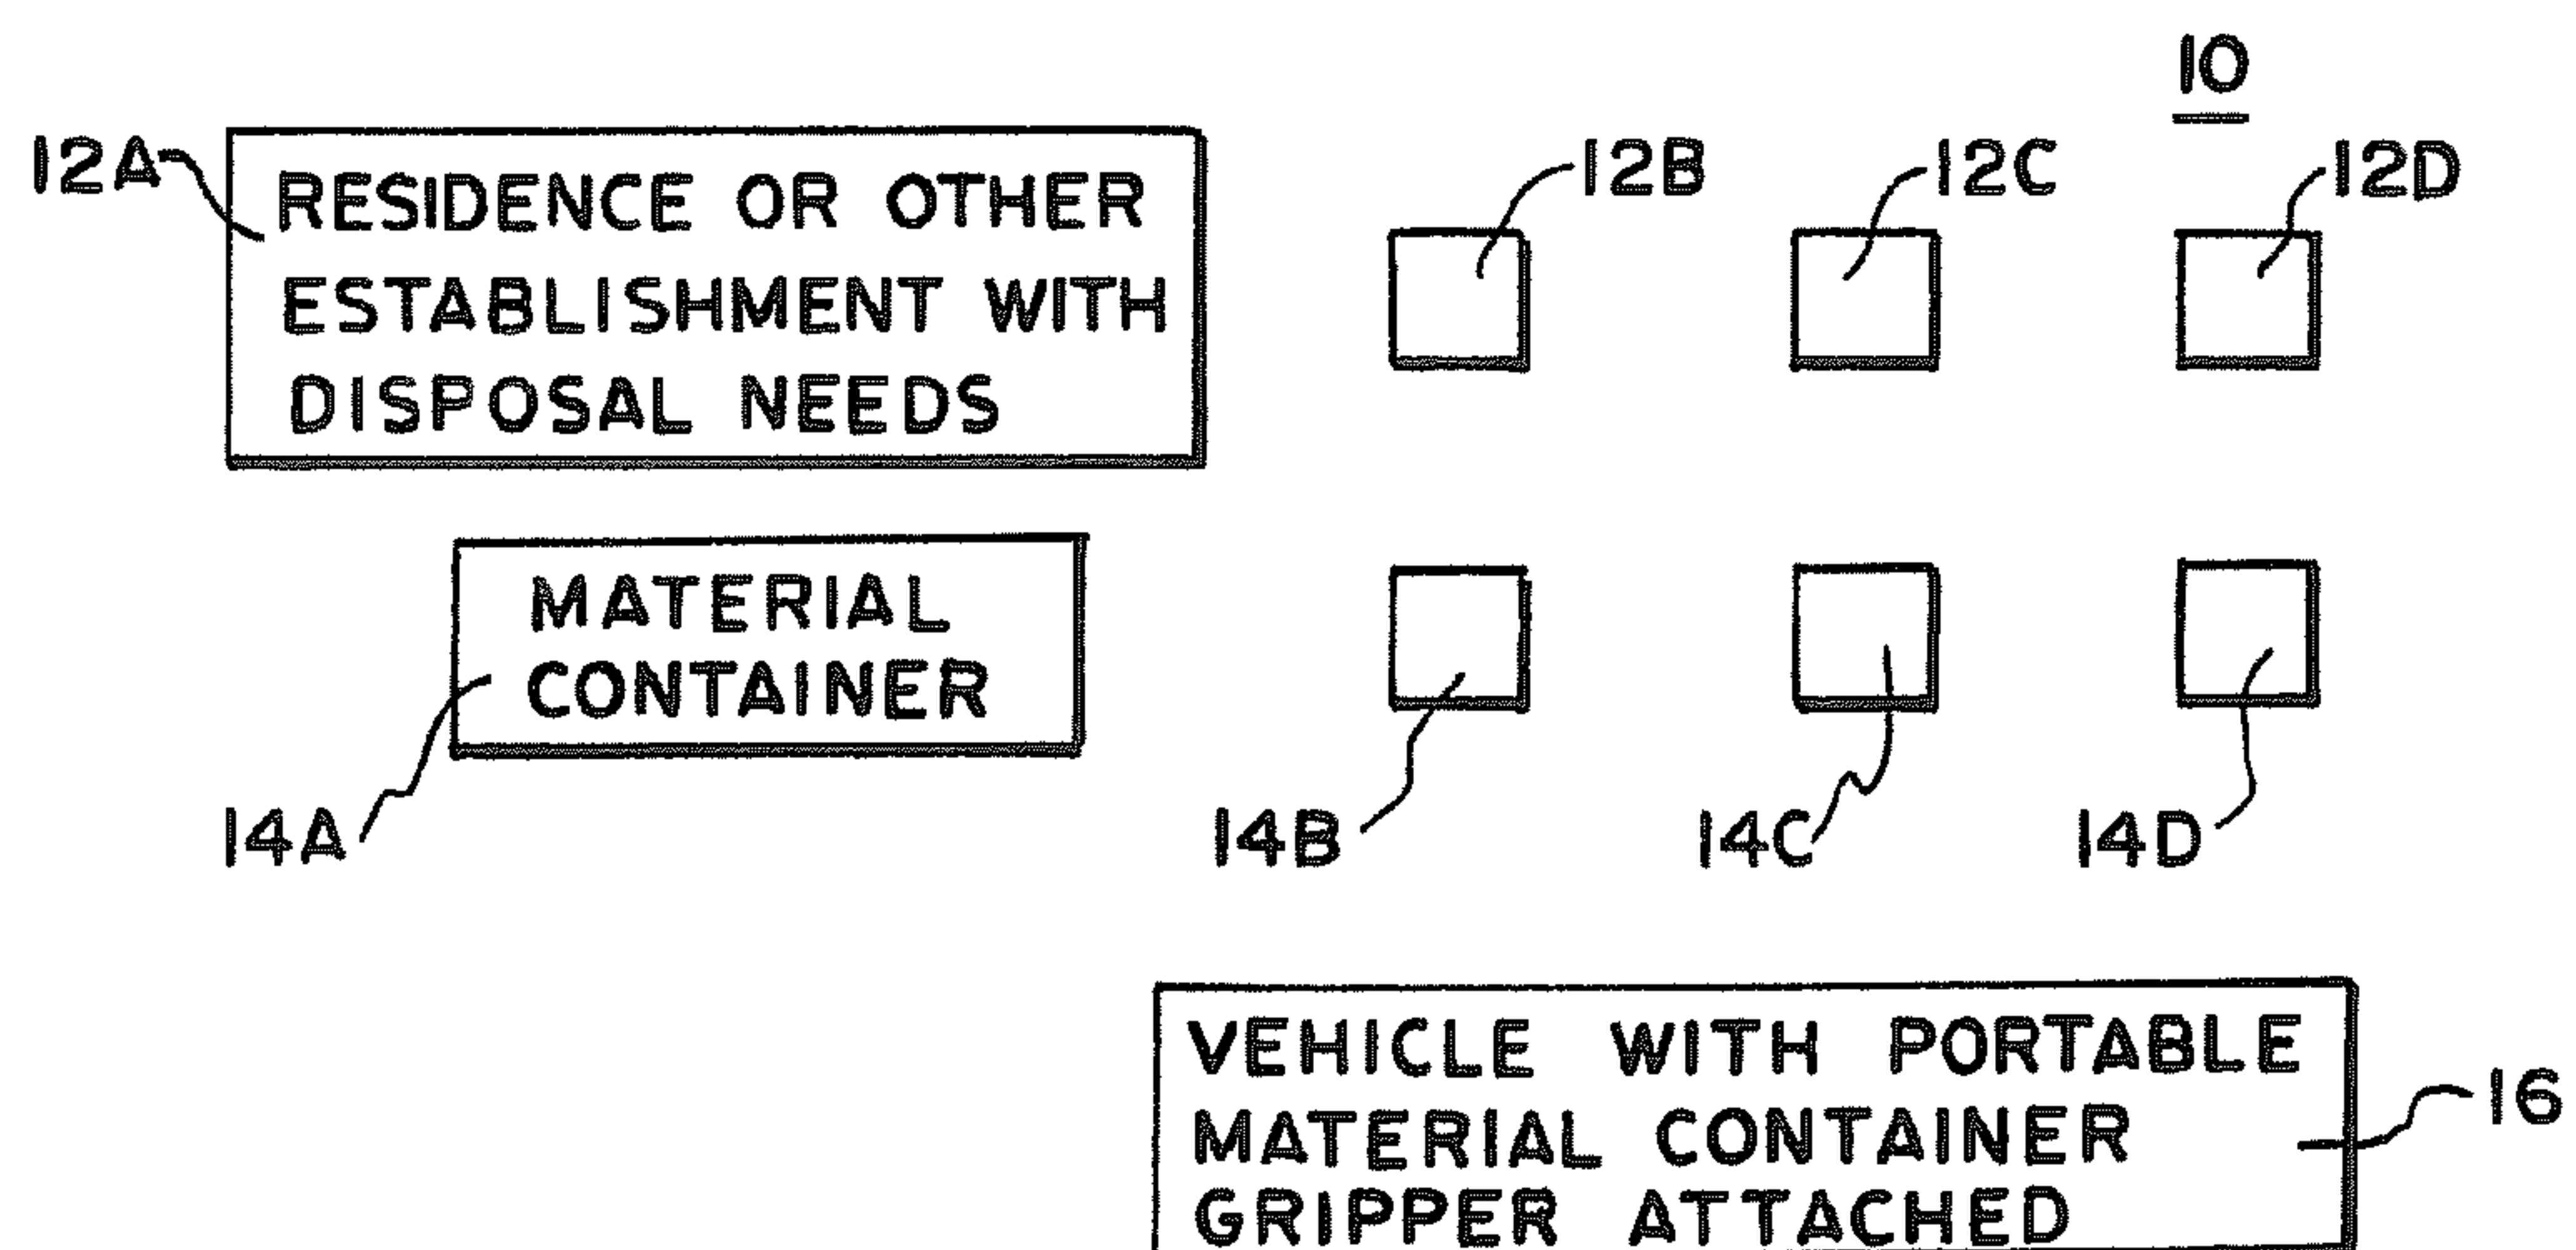 10
12A
RESIDENCE OR OTHER
ESTABLISHMENT WITH
DISPOSAL NEEDS
12B
12C
12D
MATERIAL
CONTAINER
14A
14B
14C
14D
VEHICLE WITH PORTABLE
MATERIAL CONTAINER
GRIPPER ATTACHED
16